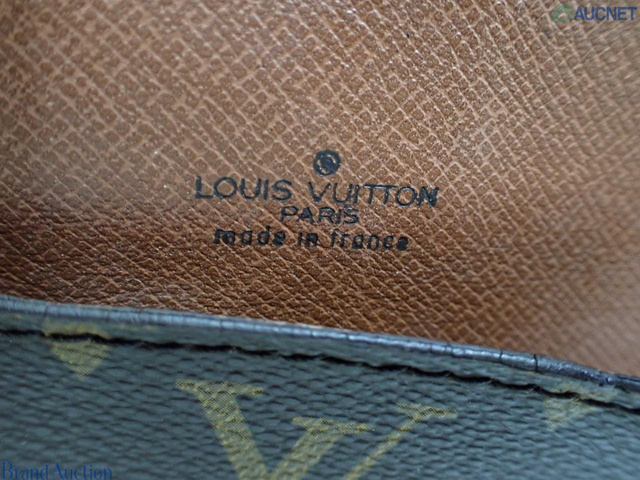 AUCNET
LOUIS VUITTON
PARIS
made in france
Brand Auction